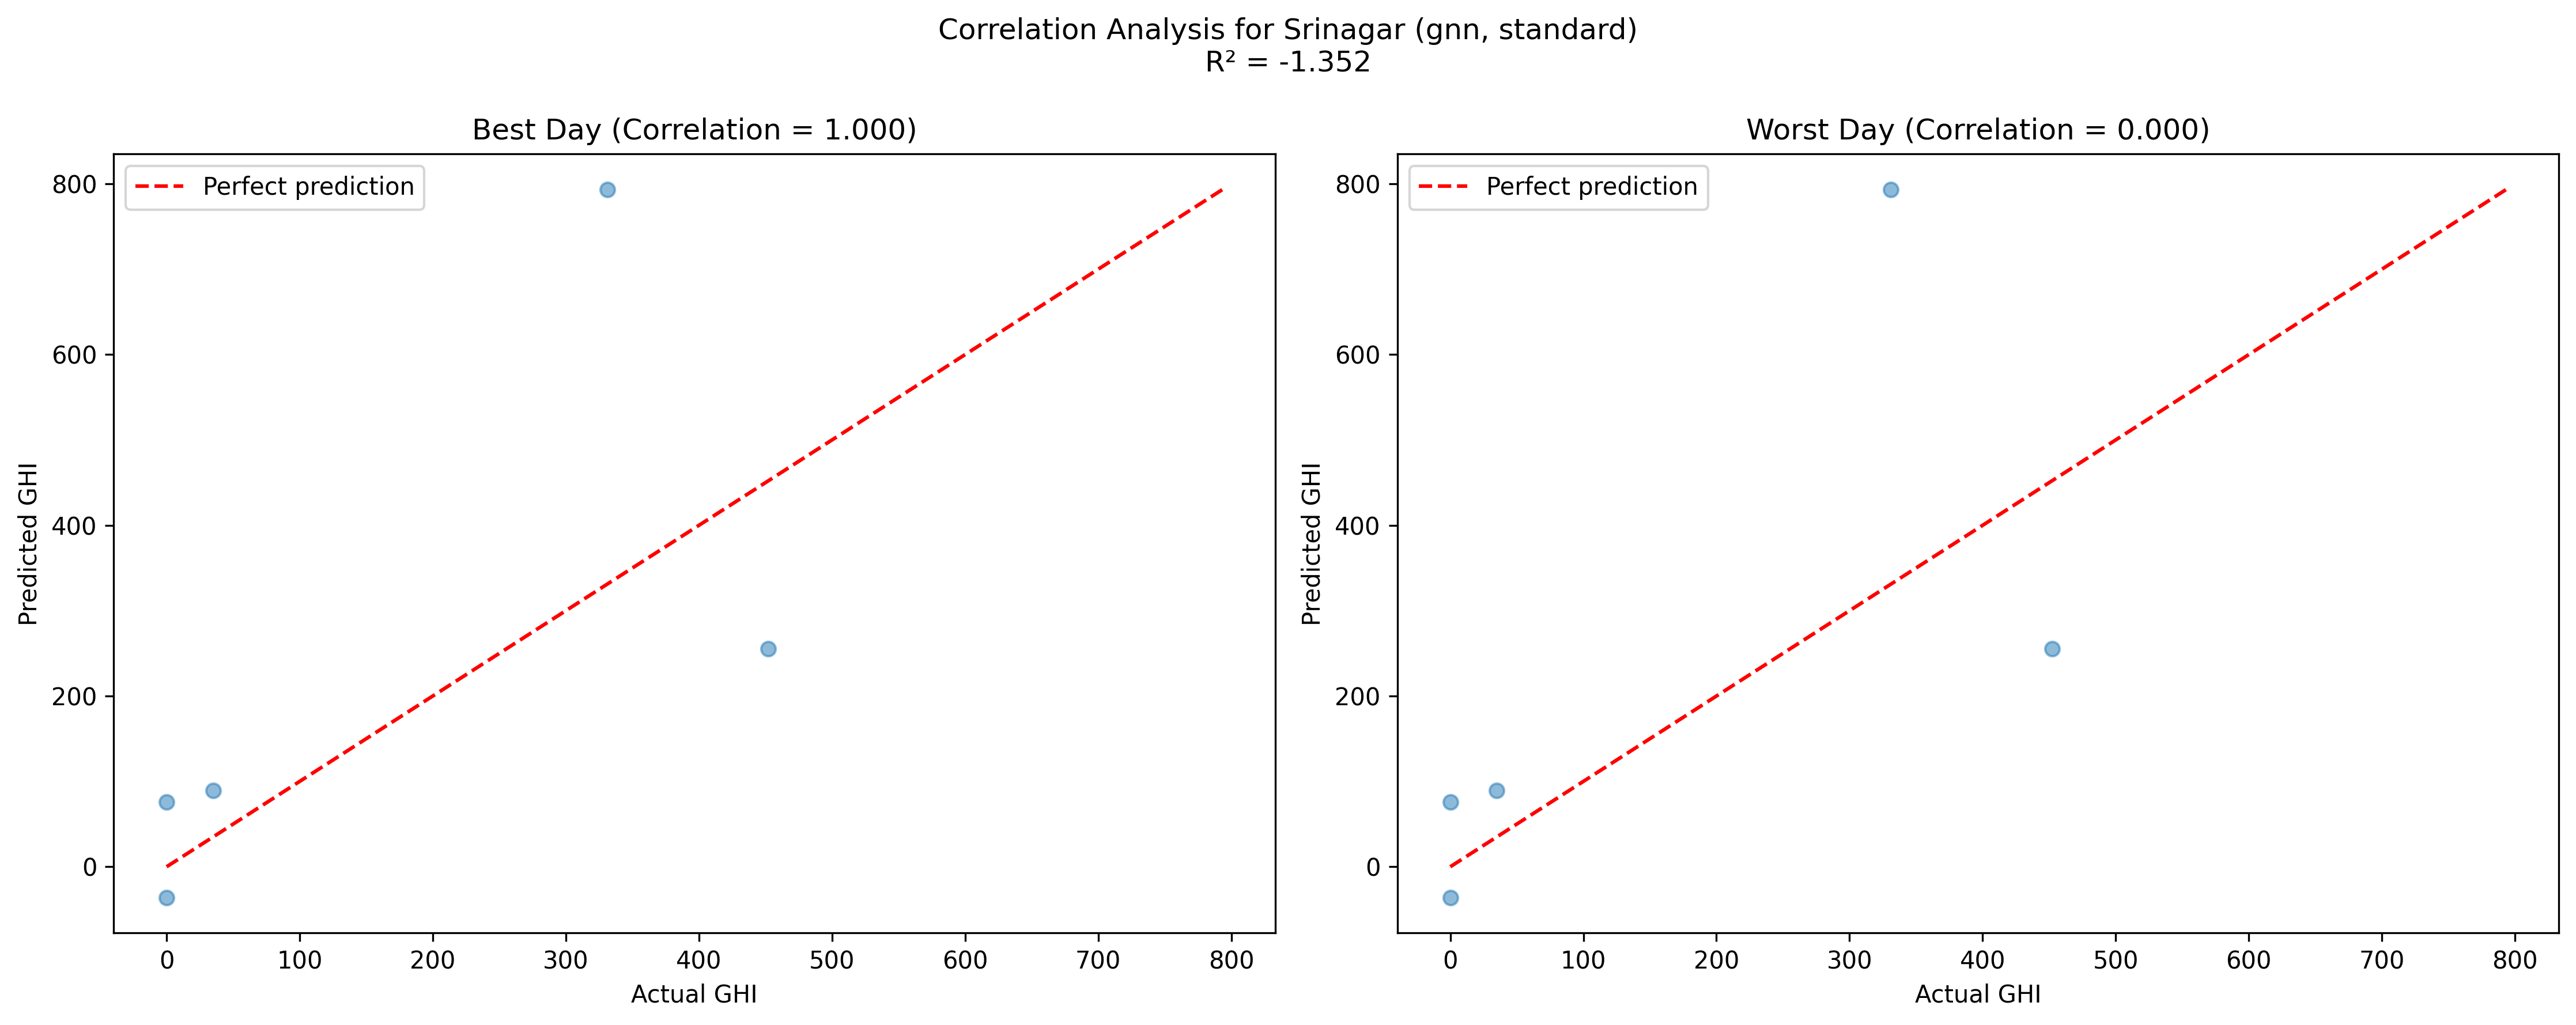 Correlation Analysis for Srinagar (gnn, standard)
R² = -1.352
Best Day (Correlation = 1.000)
Perfect prediction
800
600
400
200
0
Predicted GHI
0 100 200 300 400 500 600 700 800
Actual GHI
Worst Day (Correlation = 0.000)
Perfect prediction
800
600
400
200
0
Predicted GHI
0 100 200 300 400 500 600 700 800
Actual GHI